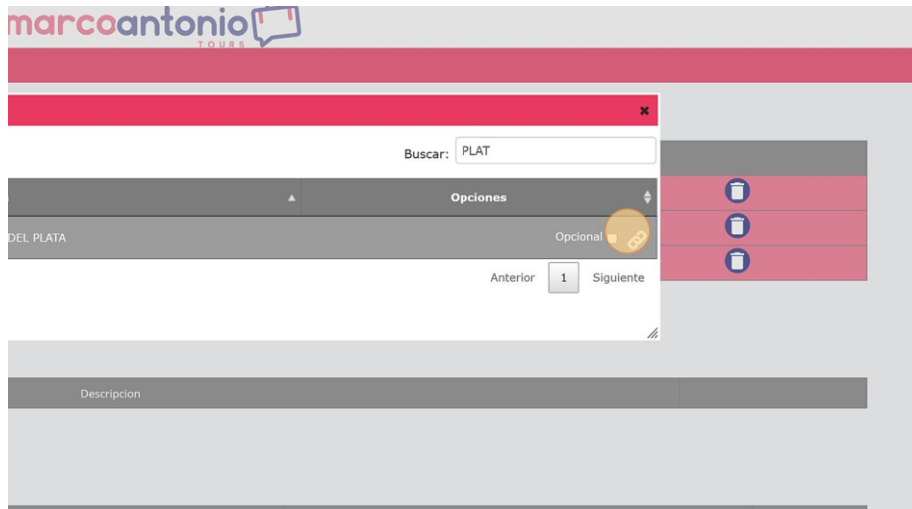 marcoantonio
TOURS
Buscar: PLAT
Opciones
DEL PLATA Opcional
Anterior 1 Siguiente
Descripcion